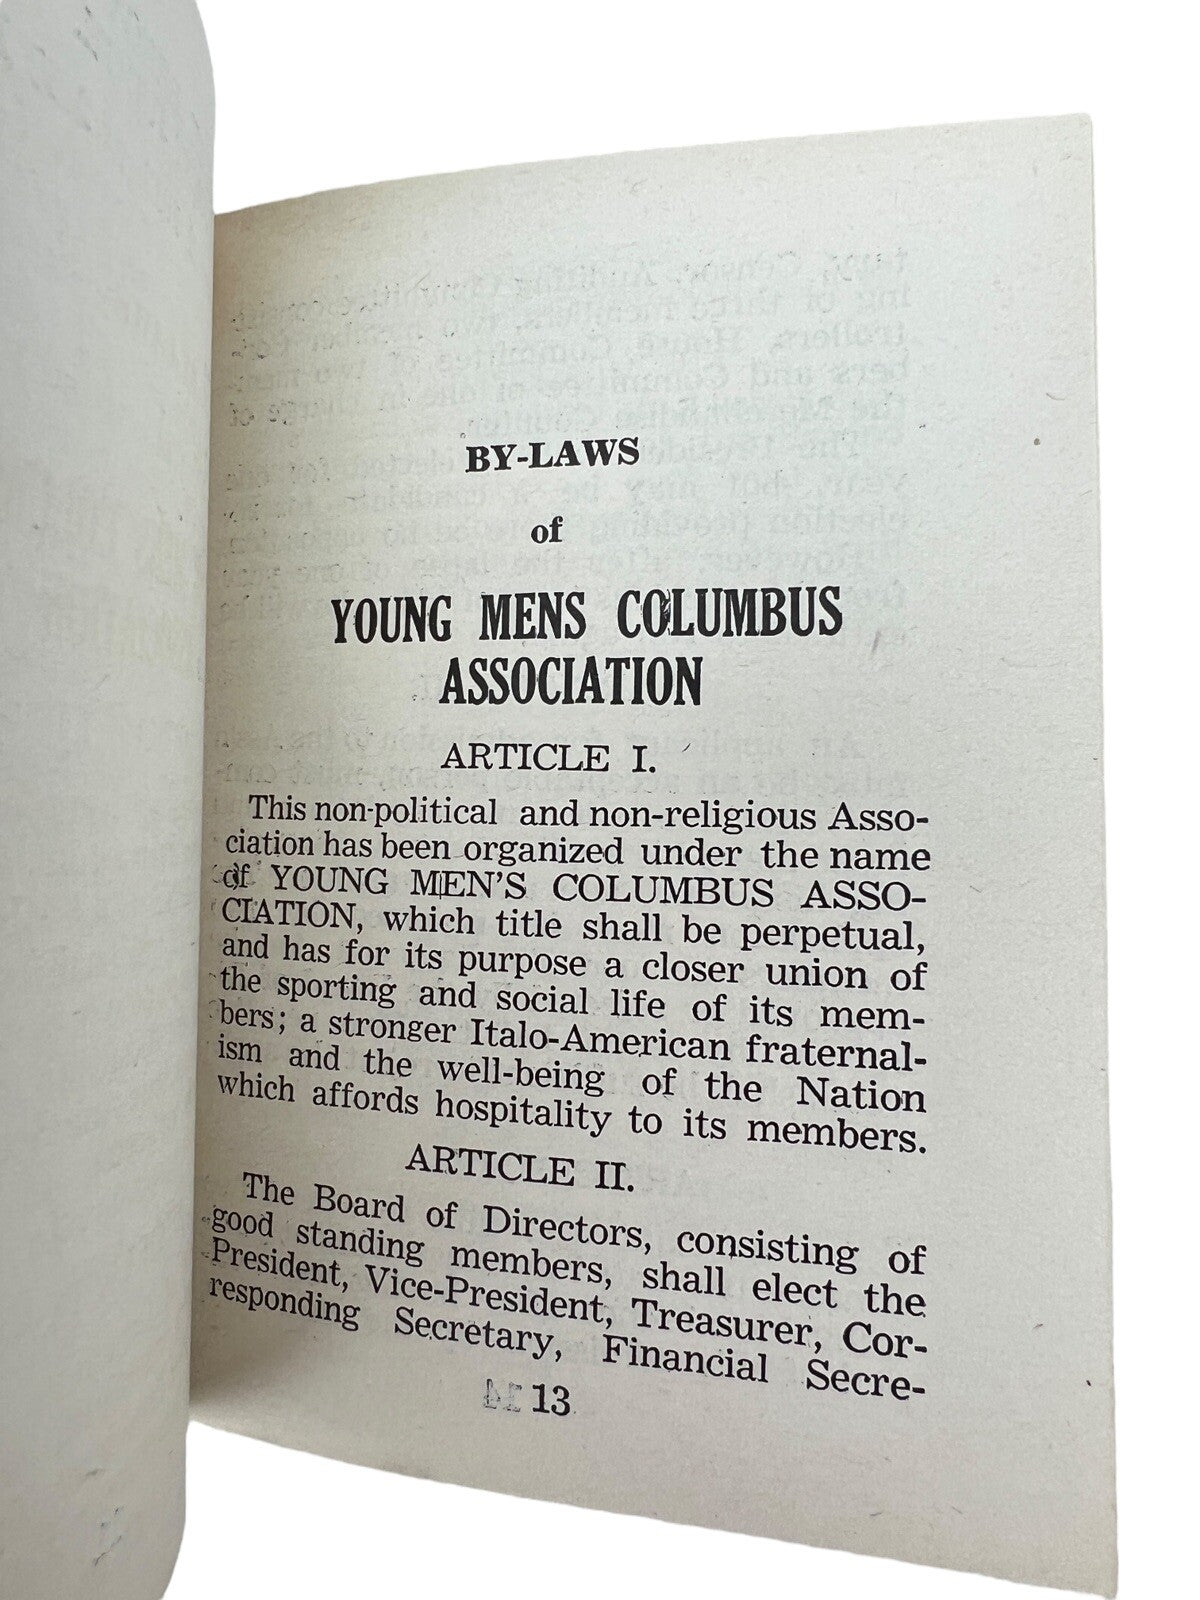 BY-LAWS
of
YOUNG MENS COLUMBUS
ASSOCIATION
ARTICLE I.
This non-political and non-religious Asso-
ciation has been organized under the name
of YOUNG MEN'S COLUMBUS ASSO-
CIATION, which title shall be perpetual,
and has for its purpose a closer union of
the sporting and social life of its mem-
bers; a stronger Italo-American fraternal-
ism and the well-being of the Nation
which affords hospitality to its members.
ARTICLE II.
The Board of Directors, consisting of
good standing members, shall elect the
President, Vice-President, Treasurer, Cor-
responding Secretary, Financial Secre-
13